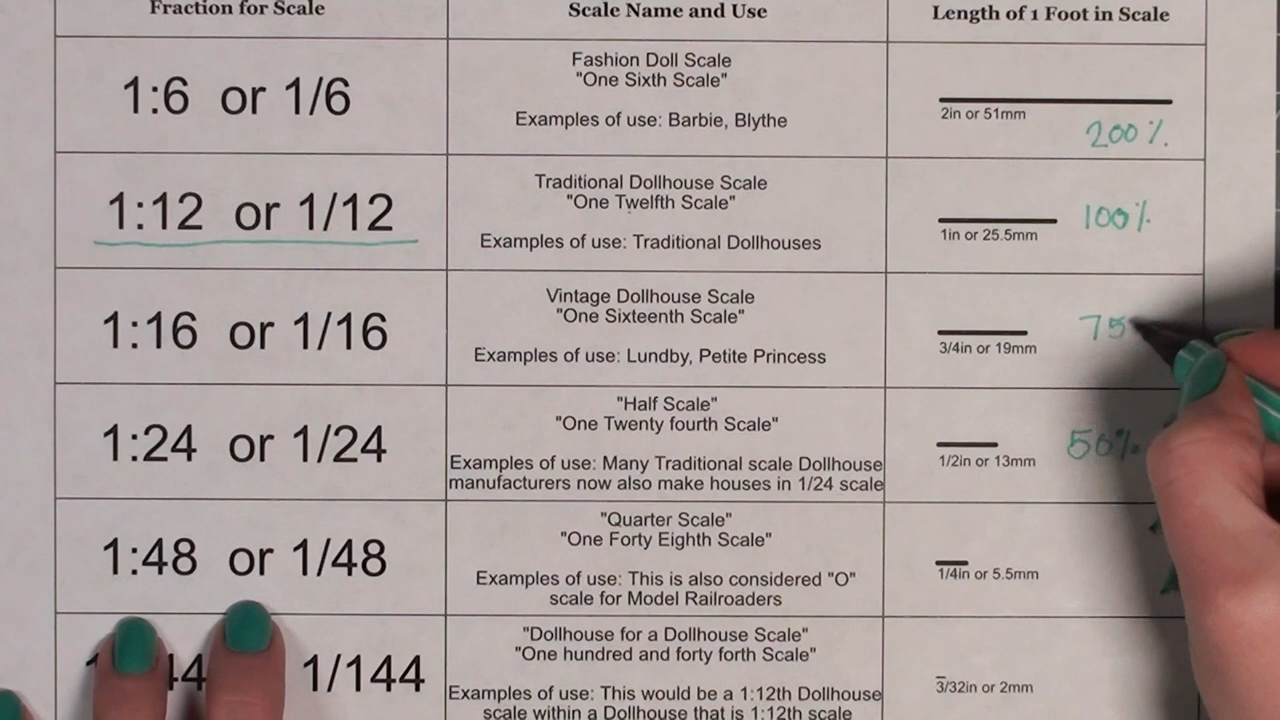 Fraction for Scale
Scale Name and Use
Length of 1 Foot in Scale
1:6 or 1/6
Fashion Doll Scale
"One Sixth Scale"
Examples of use: Barbie, Blythe
2in or 51mm
200%
1:12 or 1/12
Traditional Dollhouse Scale
"One Twelfth Scale"
Examples of use: Traditional Dollhouses
1in or 25.5mm
100%
1:16 or 1/16
Vintage Dollhouse Scale
"One Sixteenth Scale"
Examples of use: Lundby, Petite Princess
3/4in or 19mm
75
1:24 or 1/24
"Half Scale"
"One Twenty fourth Scale"
Examples of use: Many Traditional scale Dollhouse
manufacturers now also make houses in 1/24 scale
1/2in or 13mm
50%
1:48 or 1/48
"Quarter Scale"
"One Forty Eighth Scale"
Examples of use: This is also considered "O"
scale for Model Railroaders
1/4in or 5.5mm
1/144
"Dollhouse for a Dollhouse Scale"
"One hundred and forty forth Scale"
Examples of use: This would be a 1:12th Dollhouse
scale within a Dollhouse that is 1:12th scale
3/32in or 2mm